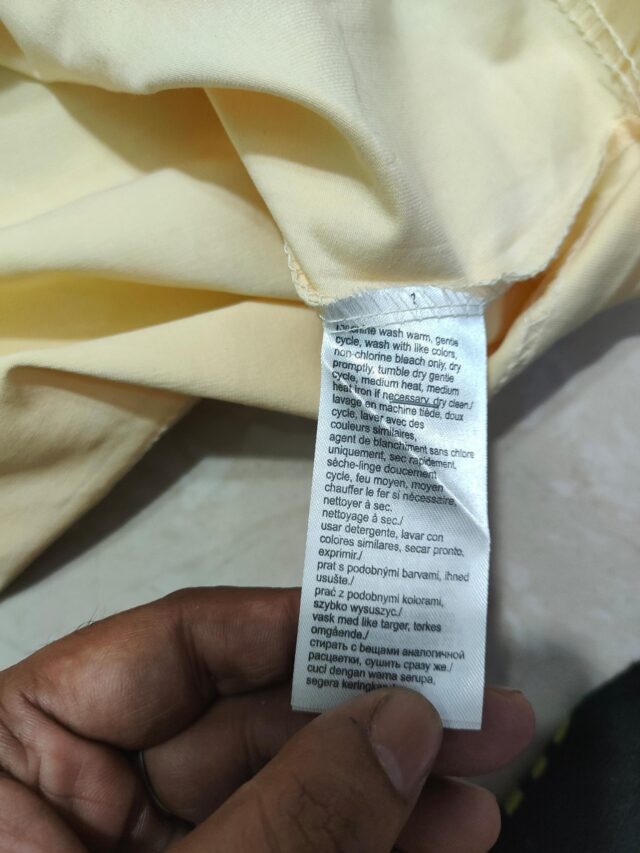 machine wash warm, gentle
cycle, wash with like colors,
non-chlorine bleach only, dry
promptly, tumble dry gentle
cycle, medium heat, medium
heat iron if necessary dry clean/
lavage en machine tiède, doux
cycle, laver avec des
couleurs similaires,
agent de blanchiment sans chlore
uniquement, sec rapidement,
sèche-linge doucement
cycle, feu moyen, moyen
chauffer le fer si nécessaire,
nettoyer à sec.
nettoyage à sec./
usar detergente, lavar con
colores similares, secar pronto,
exprimir./
prat s podobnými barvami, ihned
usušte./
prać z podobnymi kolorami,
szybko wysuszyc./
vask med like targer, tørkes
omgående./
стирать с вещами аналогичной
расцветки, сушить сразу же./
cuci dengan warna serupa,
segera keringkan